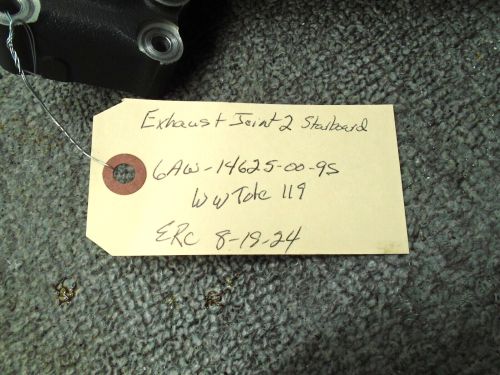 Exhaust Joint 2 Starboard
6AW-14625-00-9S
WW Tote 119
ERC 8-19-24